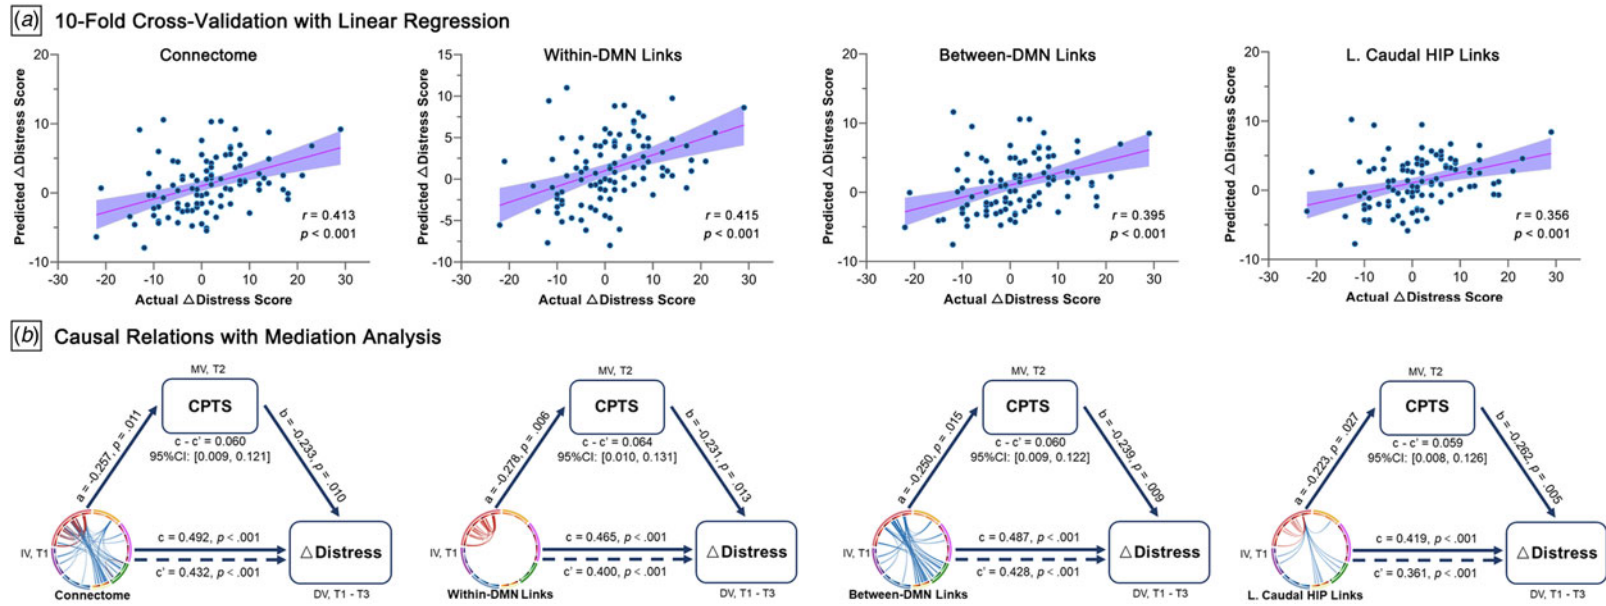 (a) 10-Fold Cross-Validation with Linear Regression
Connectome
Predicted △Distress Score
20
10
0
-10
-30 -20 -10 0 10 20 30
Actual △Distress Score
r = 0.413
p < 0.001
Within-DMN Links
Predicted △Distress Score
15
10
5
0
-5
-10
-30 -20 -10 0 10 20 30
Actual △Distress Score
r = 0.415
p < 0.001
Between-DMN Links
Predicted △Distress Score
20
10
0
-10
-30 -20 -10 0 10 20 30
Actual △Distress Score
r = 0.395
p < 0.001
L. Caudal HIP Links
Predicted △Distress Score
20
10
0
-10
-30 -20 -10 0 10 20 30
Actual △Distress Score
r = 0.356
p < 0.001
(b) Causal Relations with Mediation Analysis
MV, T2
CPTS
c - c' = 0.060
95%CI: [0.009, 0.121]
a = -0.257, p = .011
b = -0.233, p = .010
IV, T1
c = 0.492, p < .001
c' = 0.432, p < .001
△Distress
Connectome
DV, T1 - T3
MV, T2
CPTS
c - c' = 0.064
95%CI: [0.010, 0.131]
a = -0.278, p = .006
b = -0.231, p = .013
IV, T1
c = 0.465, p < .001
c' = 0.400, p < .001
△Distress
Within-DMN Links
DV, T1 - T3
MV, T2
CPTS
c - c' = 0.060
95%CI: [0.009, 0.122]
a = -0.250, p = .015
b = -0.239, p = .009
IV, T1
c = 0.487, p < .001
c' = 0.428, p < .001
△Distress
Between-DMN Links
DV, T1 - T3
MV, T2
CPTS
c - c' = 0.059
95%CI: [0.008, 0.126]
a = -0.223, p = .027
b = -0.262, p = .005
IV, T1
c = 0.419, p < .001
c' = 0.361, p < .001
△Distress
L. Caudal HIP Links
DV, T1 - T3